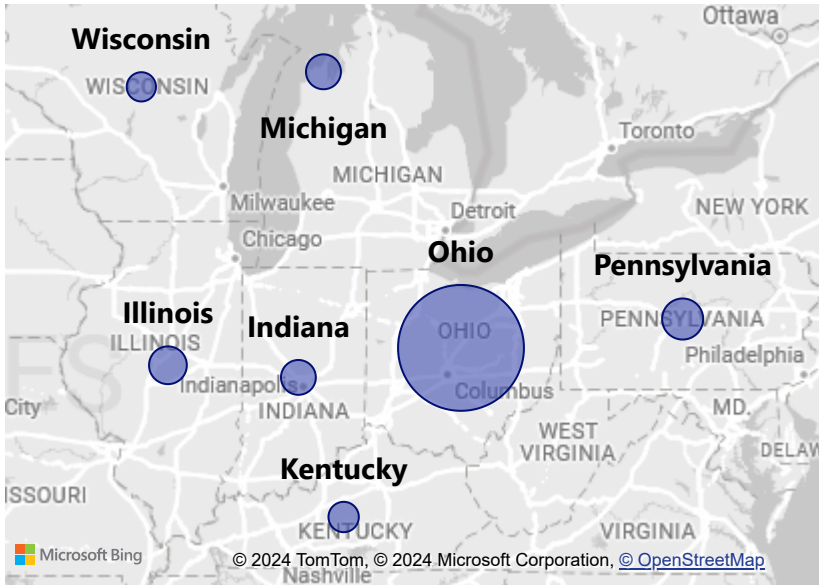 Ottawa
Wisconsin
WISCONSIN
Michigan
Toronto
MICHIGAN
Milwaukee
Detroit
NEW YORK
Chicago
Ohio
Pennsylvania
Illinois
Indiana
ILLINOIS
OHIO
PENNSYLVANIA
Philadelphia
ES
Indianapolis
Columbus
City
INDIANA
MD.
WEST
VIRGINIA
DELAW
Kentucky
ISSOURI
KENTUCKY
VIRGINIA
Microsoft Bing
© 2024 TomTom, © 2024 Microsoft Corporation, © OpenStreetMap
Nashville